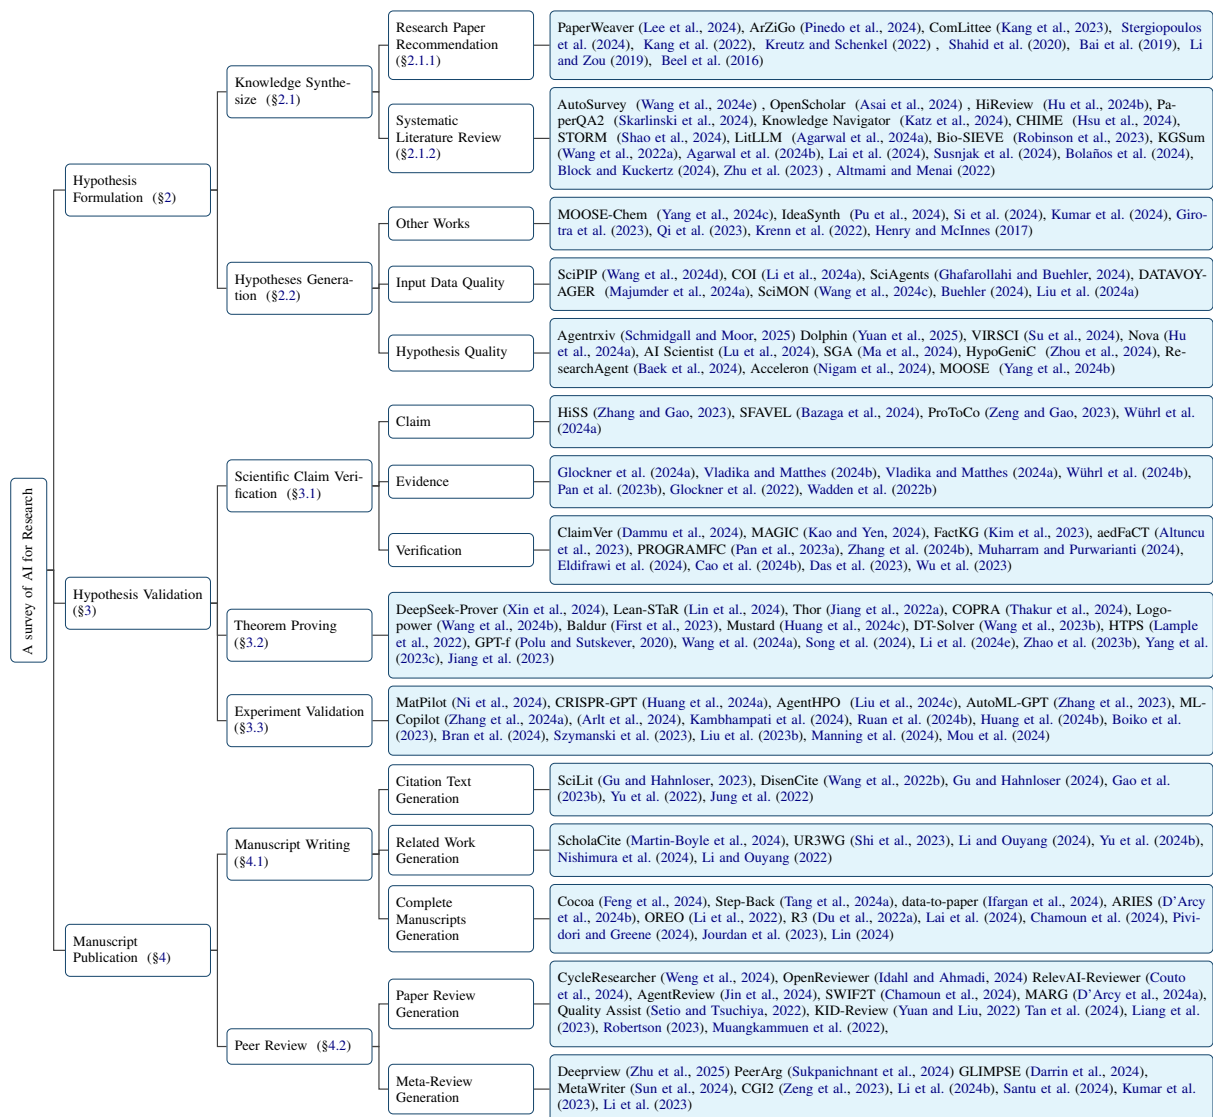 A survey of AI for Research
Hypothesis
Formulation (§2)
Knowledge Synthe-
size (§2.1)
Research Paper
Recommendation
(§2.1.1)
PaperWeaver (Lee et al., 2024), ArZiGo (Pinedo et al., 2024), ComLittee (Kang et al., 2023), Stergiopoulos
et al. (2024), Kang et al. (2022), Kreutz and Schenkel (2022) , Shahid et al. (2020), Bai et al. (2019), Li
and Zou (2019), Beel et al. (2016)
Systematic
Literature Review
(§2.1.2)
AutoSurvey (Wang et al., 2024e) , OpenScholar (Asai et al., 2024) , HiReview (Hu et al., 2024b), Pa-
perQA2 (Skarlinski et al., 2024), Knowledge Navigator (Katz et al., 2024), CHIME (Hsu et al., 2024),
STORM (Shao et al., 2024), LitLLM (Agarwal et al., 2024a), Bio-SIEVE (Robinson et al., 2023), KGSum
(Wang et al., 2022a), Agarwal et al. (2024b), Lai et al. (2024), Susnjak et al. (2024), Bolaños et al. (2024),
Block and Kuckertz (2024), Zhu et al. (2023) , Altmami and Menai (2022)
Hypotheses Genera-
tion (§2.2)
Other Works
MOOSE-Chem (Yang et al., 2024c), IdeaSynth (Pu et al., 2024), Si et al. (2024), Kumar et al. (2024), Giro-
tra et al. (2023), Qi et al. (2023), Krenn et al. (2022), Henry and McInnes (2017)
Input Data Quality
SciPIP (Wang et al., 2024d), COI (Li et al., 2024a), SciAgents (Ghafarollahi and Buehler, 2024), DATAVOY-
AGER (Majumder et al., 2024a), SciMON (Wang et al., 2024c), Buehler (2024), Liu et al. (2024a)
Hypothesis Quality
Agentrxiv (Schmidgall and Moor, 2025) Dolphin (Yuan et al., 2025), VIRSCI (Su et al., 2024), Nova (Hu
et al., 2024a), AI Scientist (Lu et al., 2024), SGA (Ma et al., 2024), HypoGeniC (Zhou et al., 2024), Re-
searchAgent (Baek et al., 2024), Acceleron (Nigam et al., 2024), MOOSE (Yang et al., 2024b)
Hypothesis Validation
(§3)
Scientific Claim Veri-
fication (§3.1)
Claim
HiSS (Zhang and Gao, 2023), SFAVEL (Bazaga et al., 2024), ProToCo (Zeng and Gao, 2023), Wührl et al.
(2024a)
Evidence
Glockner et al. (2024a), Vladika and Matthes (2024b), Vladika and Matthes (2024a), Wührl et al. (2024b),
Pan et al. (2023b), Glockner et al. (2022), Wadden et al. (2022b)
Verification
ClaimVer (Dammu et al., 2024), MAGIC (Kao and Yen, 2024), FactKG (Kim et al., 2023), aedFaCT (Altuncu
et al., 2023), PROGRAMFC (Pan et al., 2023a), Zhang et al. (2024b), Muharram and Purwarianti (2024),
Eldifrawi et al. (2024), Cao et al. (2024b), Das et al. (2023), Wu et al. (2023)
Theorem Proving
(§3.2)
DeepSeek-Prover (Xin et al., 2024), Lean-STaR (Lin et al., 2024), Thor (Jiang et al., 2022a), COPRA (Thakur et al., 2024), Logo-
power (Wang et al., 2024b), Baldur (First et al., 2023), Mustard (Huang et al., 2024c), DT-Solver (Wang et al., 2023b), HTPS (Lample
et al., 2022), GPT-f (Polu and Sutskever, 2020), Wang et al. (2024a), Song et al. (2024), Li et al. (2024e), Zhao et al. (2023b), Yang et al.
(2023c), Jiang et al. (2023)
Experiment Validation
(§3.3)
MatPilot (Ni et al., 2024), CRISPR-GPT (Huang et al., 2024a), AgentHPO (Liu et al., 2024c), AutoML-GPT (Zhang et al., 2023), ML-
Copilot (Zhang et al., 2024a), (Arlt et al., 2024), Kambhampati et al. (2024), Ruan et al. (2024b), Huang et al. (2024b), Boiko et al.
(2023), Bran et al. (2024), Szymanski et al. (2023), Liu et al. (2023b), Manning et al. (2024), Mou et al. (2024)
Manuscript
Publication (§4)
Manuscript Writing
(§4.1)
Citation Text
Generation
SciLit (Gu and Hahnloser, 2023), DisenCite (Wang et al., 2022b), Gu and Hahnloser (2024), Gao et al.
(2023b), Yu et al. (2022), Jung et al. (2022)
Related Work
Generation
ScholaCite (Martin-Boyle et al., 2024), UR3WG (Shi et al., 2023), Li and Ouyang (2024), Yu et al. (2024b),
Nishimura et al. (2024), Li and Ouyang (2022)
Complete
Manuscripts
Generation
Cocoa (Feng et al., 2024), Step-Back (Tang et al., 2024a), data-to-paper (Ifargan et al., 2024), ARIES (D'Arcy
et al., 2024b), OREO (Li et al., 2022), R3 (Du et al., 2022a), Lai et al. (2024), Chamoun et al. (2024), Pivi-
dori and Greene (2024), Jourdan et al. (2023), Lin (2024)
Peer Review (§4.2)
Paper Review
Generation
CycleResearcher (Weng et al., 2024), OpenReviewer (Idahl and Ahmadi, 2024) RelevAI-Reviewer (Couto
et al., 2024), AgentReview (Jin et al., 2024), SWIF2T (Chamoun et al., 2024), MARG (D'Arcy et al., 2024a),
Quality Assist (Setio and Tsuchiya, 2022), KID-Review (Yuan and Liu, 2022) Tan et al. (2024), Liang et al.
(2023), Robertson (2023), Muangkammuen et al. (2022),
Meta-Review
Generation
Deeprview (Zhu et al., 2025) PeerArg (Sukpanichnant et al., 2024) GLIMPSE (Darrin et al., 2024),
MetaWriter (Sun et al., 2024), CGI2 (Zeng et al., 2023), Li et al. (2024b), Santu et al. (2024), Kumar et al.
(2023), Li et al. (2023)